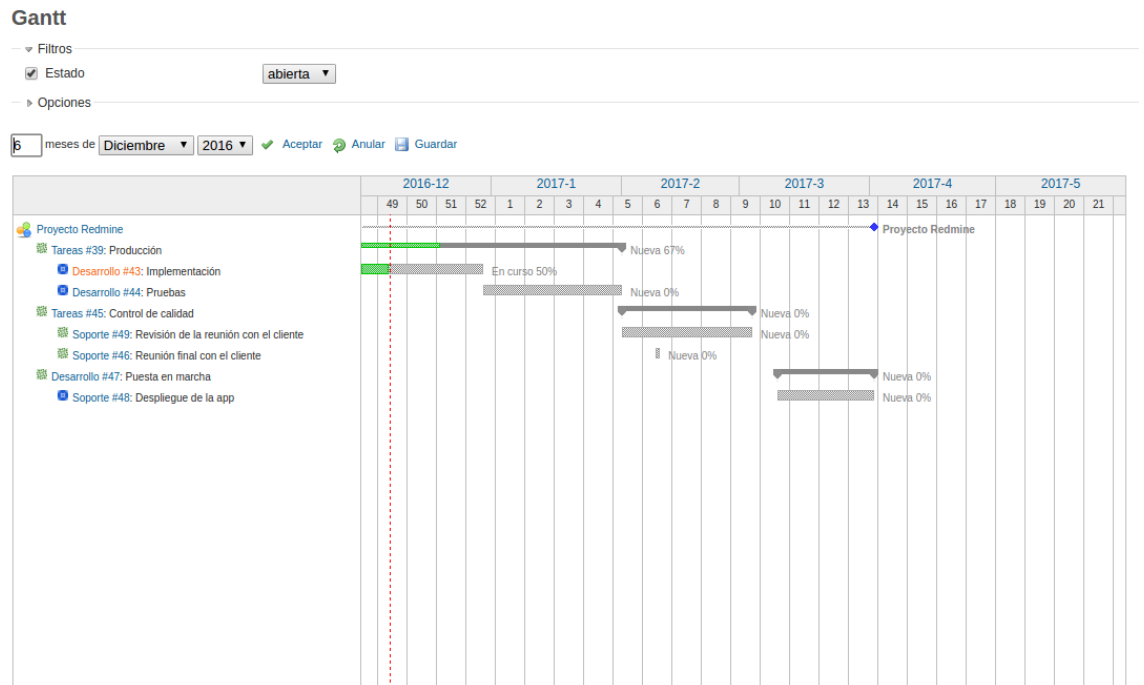 Gantt
Filtros
Estado abierta
Opciones
6 meses de Diciembre 2016 Aceptar Anular Guardar
2016-12 2017-1 2017-2 2017-3 2017-4 2017-5
49 50 51 52 1 2 3 4 5 6 7 8 9 10 11 12 13 14 15 16 17 18 19 20 21
Proyecto Redmine Proyecto Redmine
Tareas #39: Producción Nueva 67%
Desarrollo #43: Implementación En curso 50%
Desarrollo #44: Pruebas Nueva 0%
Tareas #45: Control de calidad Nueva 0%
Soporte #49: Revisión de la reunión con el cliente Nueva 0%
Soporte #46: Reunión final con el cliente Nueva 0%
Desarrollo #47: Puesta en marcha Nueva 0%
Soporte #48: Despliegue de la app Nueva 0%